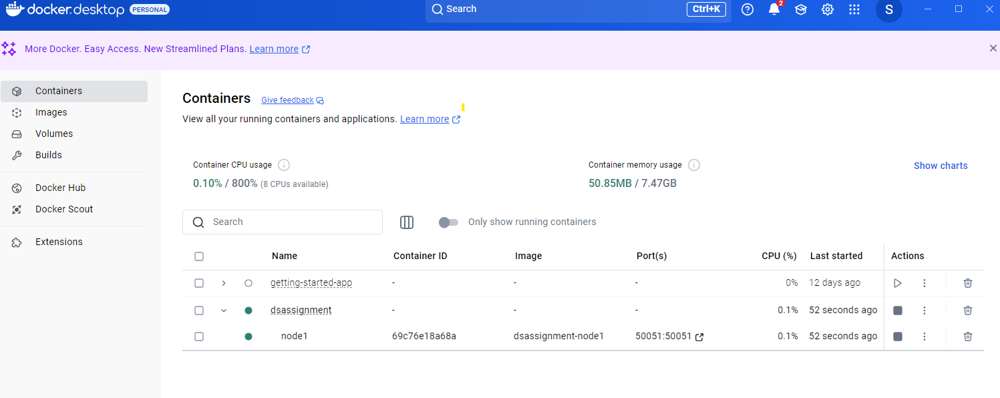 docker.desktop PERSONAL Search Ctrl+K 2 S
More Docker. Easy Access. New Streamlined Plans. Learn more
Containers
Images
Volumes
Builds
Docker Hub
Docker Scout
Extensions
Containers Give feedback
View all your running containers and applications. Learn more
Container CPU usage
0.10% / 800% (8 CPUs available)
Container memory usage
50.85MB / 7.47GB
Show charts
Search Only show running containers
Name Container ID Image Port(s) CPU (%) Last started Actions
getting-started-app - - - 0% 12 days ago
dsassignment - - - 0.1% 52 seconds ago
node1 69c76e18a68a dsassignment-node1 50051:50051 0.1% 52 seconds ago